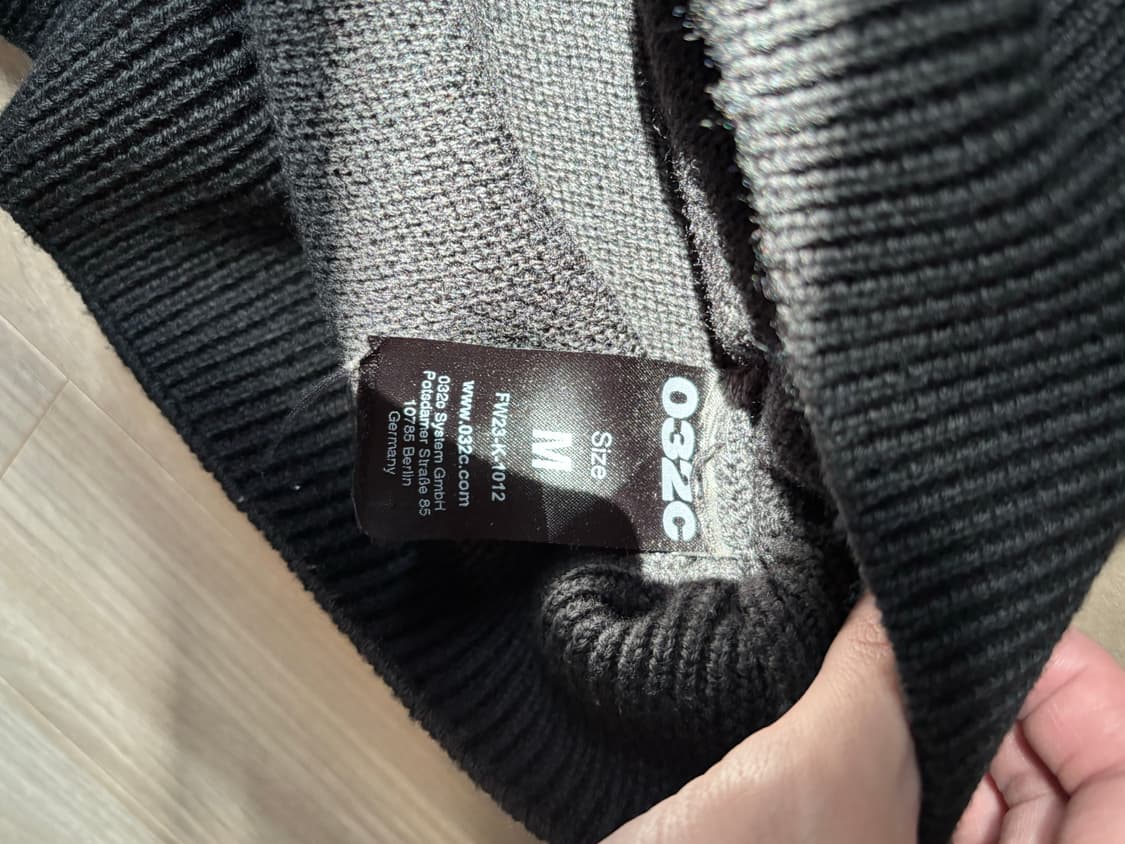 032c
Size
M
FW23-K-1012
www.032c.com
032c System GmbH
Potsdamer Straße 85
10785 Berlin
Germany